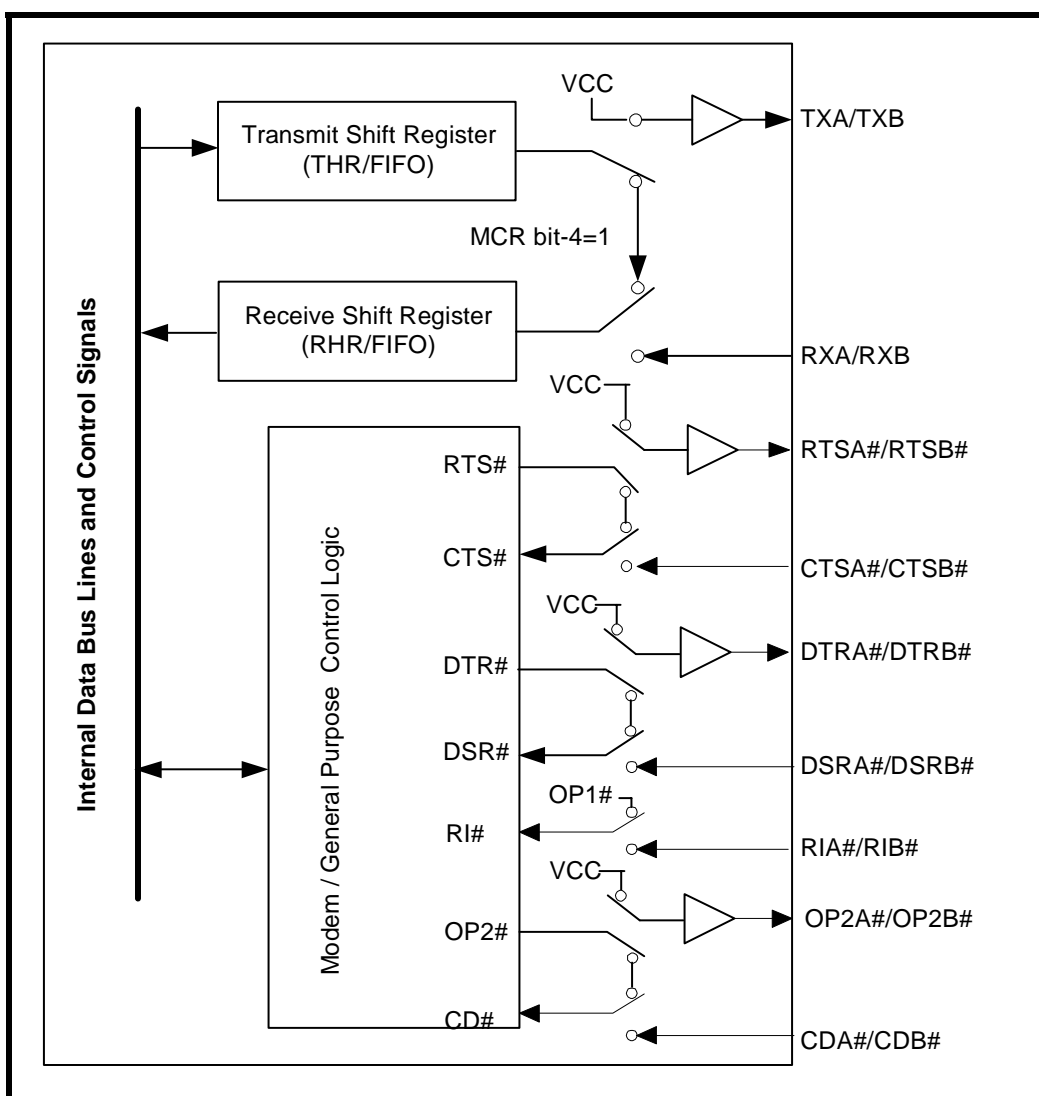 VCC
TXA/TXB
Transmit Shift Register
(THR/FIFO)
MCR bit-4=1
Receive Shift Register
(RHR/FIFO)
RXA/RXB
Internal Data Bus Lines and Control Signals
VCC
RTSA#/RTSB#
RTS#
CTS#
CTSA#/CTSB#
Modem / General Purpose Control Logic
VCC
DTRA#/DTRB#
DTR#
DSR#
DSRA#/DSRB#
OP1#
RI#
RIA#/RIB#
VCC
OP2A#/OP2B#
OP2#
CD#
CDA#/CDB#